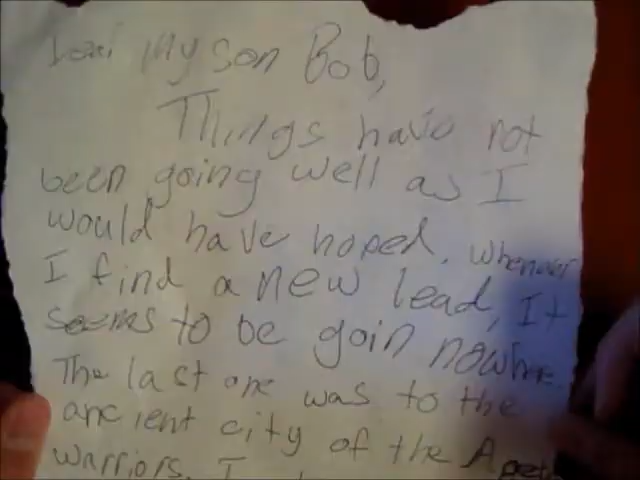 Dear My son Bob,
Things have not
been going well as I
would have hoped. Whenever
I find a new lead, It
seems to be goin nowhere.
The last one was to the
ancient city of the
warriors. I